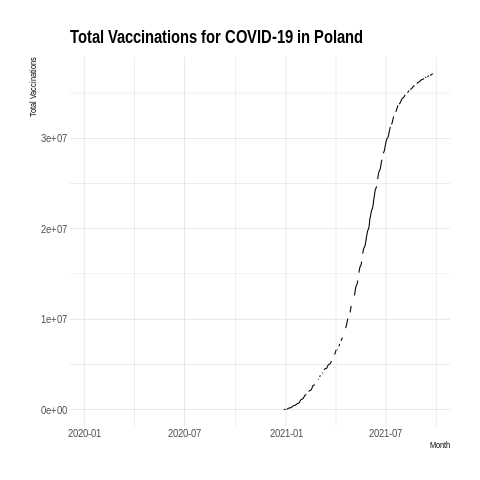 Total Vaccinations for COVID-19 in Poland
Total Vaccinations
3e+07
2e+07
1e+07
0e+00
2020-01 2020-07 2021-01 2021-07
Month